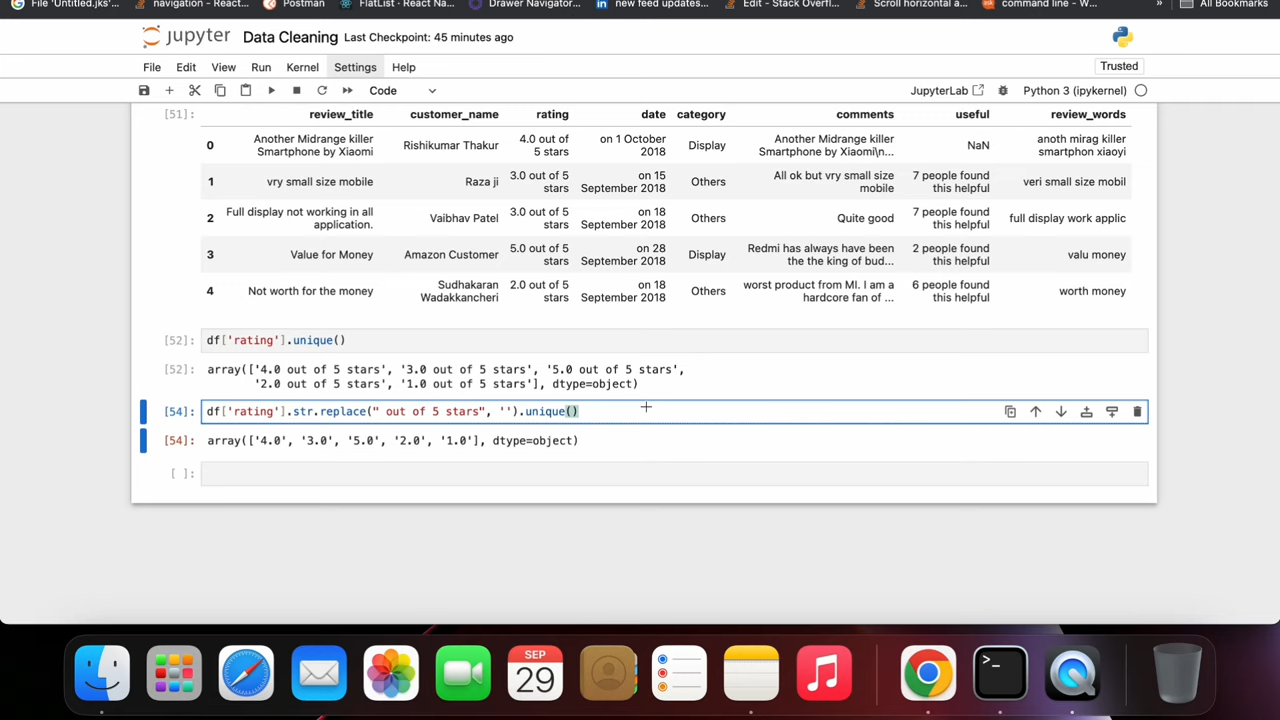 File 'Untitled.jks'...
navigation - React...
Postman
FlatList · React Na...
Drawer Navigator...
new feed updates...
Edit - Stack Overfl...
Scroll horizontal a...
command line - W...
»
All Bookmarks
jupyter Data Cleaning Last Checkpoint: 45 minutes ago
File Edit View Run Kernel Settings Help
Trusted
Code
JupyterLab
Python 3 (ipykernel)
[51]:
review_title customer_name rating date category comments useful review_words
0 Another Midrange killer Smartphone by Xiaomi Rishikumar Thakur 4.0 out of 5 stars on 1 October 2018 Display Another Midrange killer Smartphone by Xiaomi\n... NaN anoth mirag killer smartphon xiaoyi
1 vry small size mobile Raza ji 3.0 out of 5 stars on 15 September 2018 Others All ok but vry small size mobile 7 people found this helpful veri small size mobil
2 Full display not working in all application. Vaibhav Patel 3.0 out of 5 stars on 18 September 2018 Others Quite good 7 people found this helpful full display work applic
3 Value for Money Amazon Customer 5.0 out of 5 stars on 28 September 2018 Display Redmi has always have been the the king of bud... 2 people found this helpful valu money
4 Not worth for the money Sudhakaran Wadakkancheri 2.0 out of 5 stars on 18 September 2018 Others worst product from MI. I am a hardcore fan of ... 6 people found this helpful worth money
[52]: df['rating'].unique()
[52]: array(['4.0 out of 5 stars', '3.0 out of 5 stars', '5.0 out of 5 stars',
'2.0 out of 5 stars', '1.0 out of 5 stars'], dtype=object)
[54]: df['rating'].str.replace(" out of 5 stars", '').unique()
[54]: array(['4.0', '3.0', '5.0', '2.0', '1.0'], dtype=object)
[ ]:
SEP
29
>_